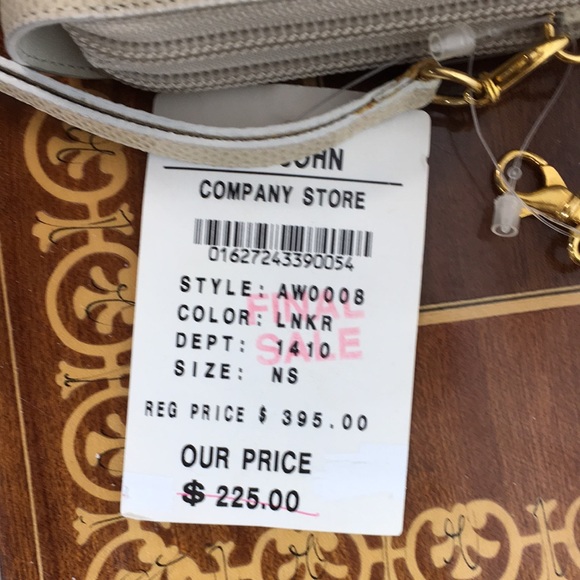 JOHN
COMPANY STORE
01627243390054
STYLE: AW0008
COLOR: LNKR
FINAL
DEPT: 1410
SALE
SIZE: NS
REG PRICE $ 395.00
OUR PRICE
$ 225.00